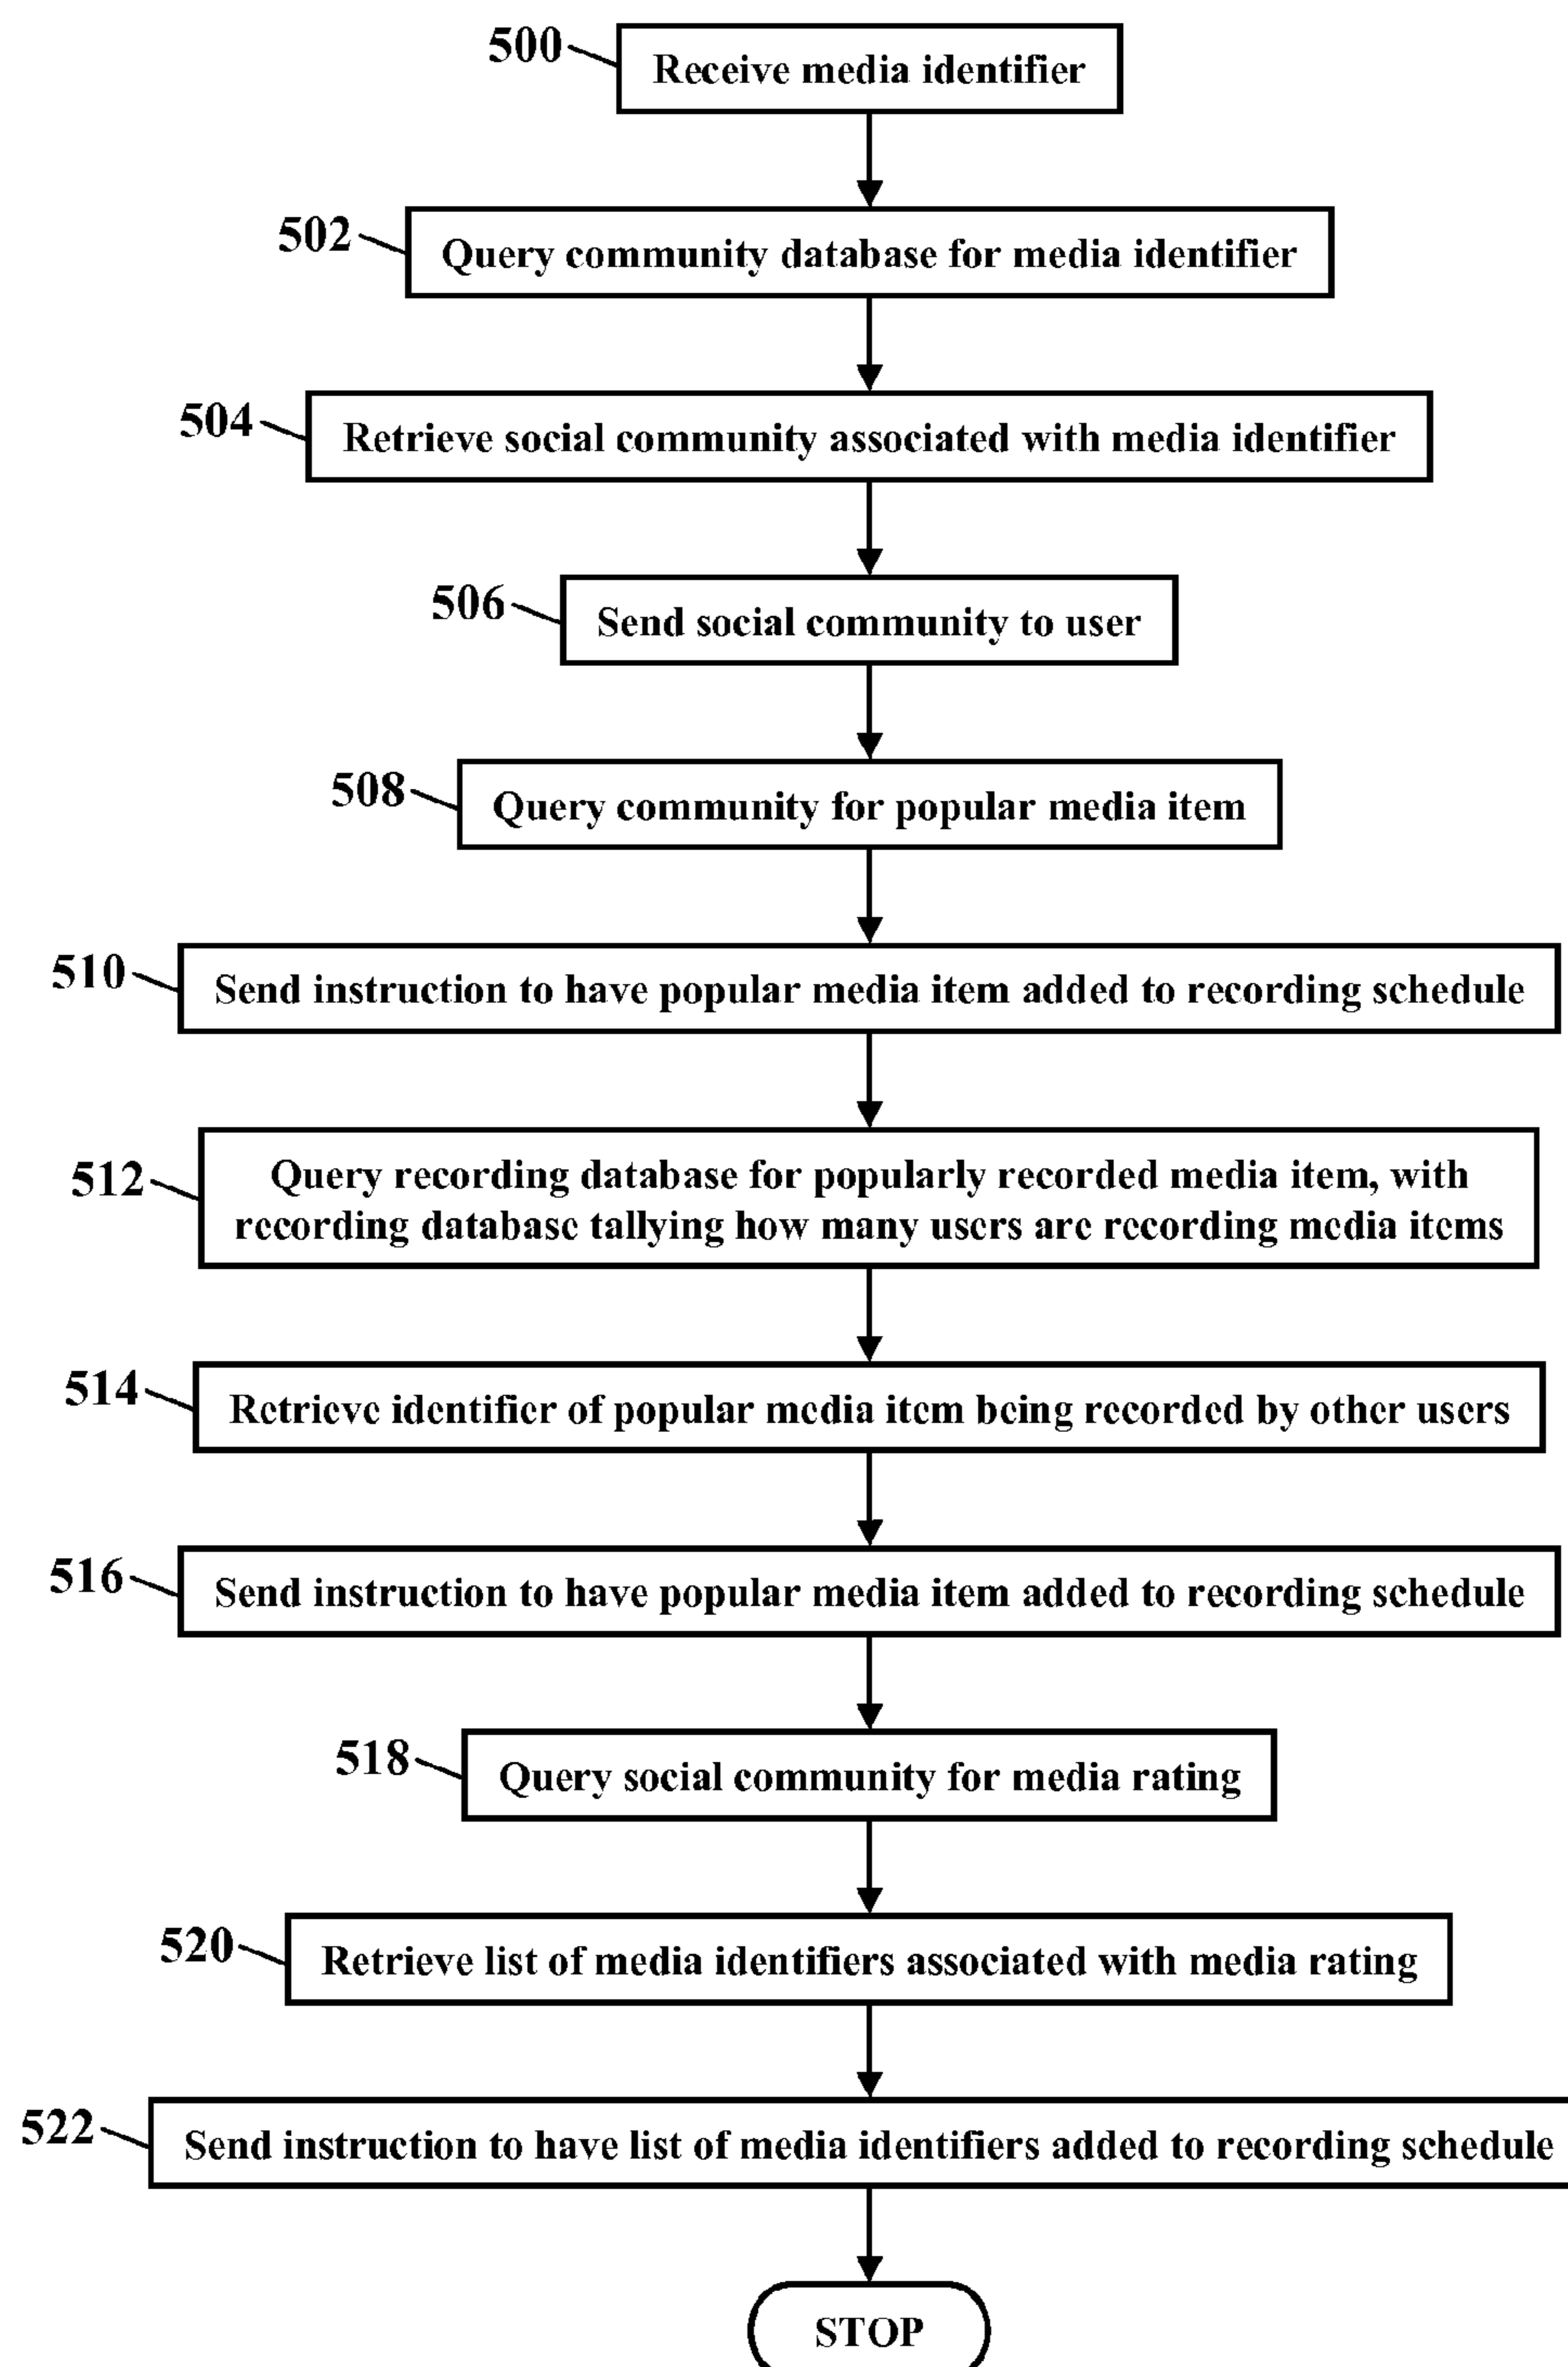 500
Receive media identifier
502
Query community database for media identifier
504
Retrieve social community associated with media identifier
506
Send social community to user
508
Query community for popular media item
510
Send instruction to have popular media item added to recording schedule
512
Query recording database for popularly recorded media item, with
recording database tallying how many users are recording media items
514
Retrieve identifier of popular media item being recorded by other users
516
Send instruction to have popular media item added to recording schedule
518
Query social community for media rating
520
Retrieve list of media identifiers associated with media rating
522
Send instruction to have list of media identifiers added to recording schedule
STOP